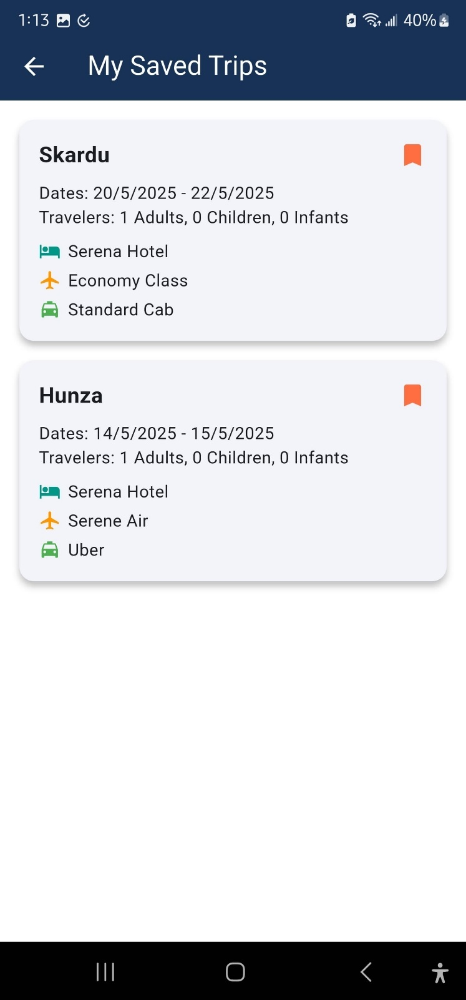 1:13
40%
My Saved Trips
Skardu
Dates: 20/5/2025 - 22/5/2025
Travelers: 1 Adults, 0 Children, 0 Infants
Serena Hotel
Economy Class
Standard Cab
Hunza
Dates: 14/5/2025 - 15/5/2025
Travelers: 1 Adults, 0 Children, 0 Infants
Serena Hotel
Serene Air
Uber